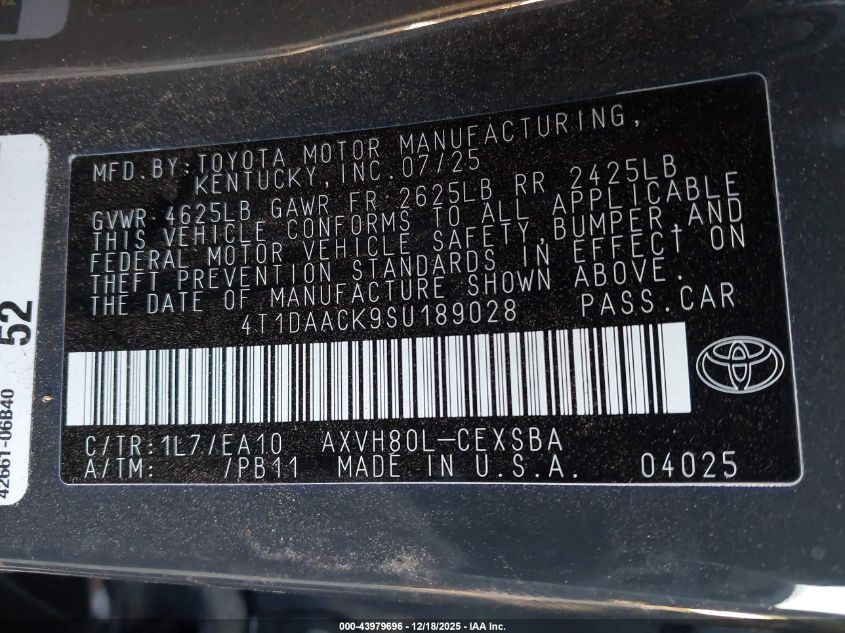 MFD.BY:TOYOTA MOTOR MANUFACTURING,
KENTUCKY,INC.07/25
GVWR 4625LB GAWR FR 2625LB RR 2425LB
THIS VEHICLE CONFORMS TO ALL APPLICABLE
FEDERAL MOTOR VEHICLE SAFETY,BUMPER,AND
THEFT PREVENTION STANDARDS IN EFFECT ON
THE DATE OF MANUFACTURE SHOWN ABOVE.
4T1DAACK9SU189028 PASS.CAR
C/TR:1L7/EA10 AXVH80L-CEXSBA
A/TM: /PB11 MADE IN U.S.A. 04025
52
42661-06B40
000-43979696 - 12/18/2025 - IAA Inc.